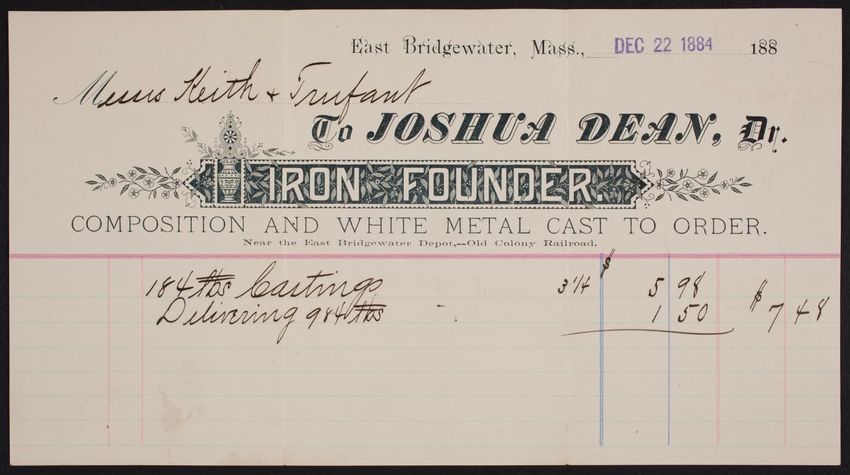 East Bridgewater, Mass., DEC 22 1884 188
Messrs Keith & Trufant
To JOSHUA DEAN, Dr.
IRON FOUNDER.
COMPOSITION AND WHITE METAL CAST TO ORDER.
Near the East Bridgewater Depot,--Old Colony Railroad.
184 lbs Castings 3 1/4 $ 5 98
Delivering 984 lbs " 1 50 $ 7 48